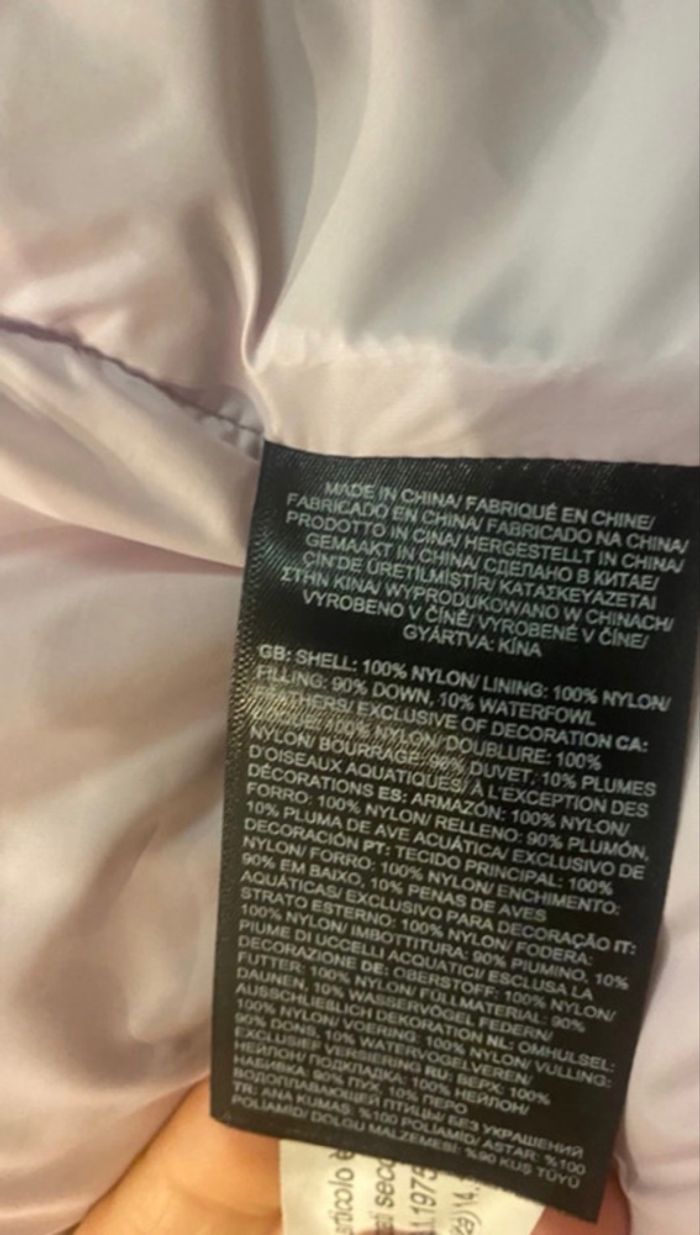 MADE IN CHINA/ FABRIQUÉ EN CHINE/
FABRICADO EN CHINA/ FABRICADO NA CHINA/
PRODOTTO IN CINA/ HERGESTELLT IN CHINA/
GEMAAKT IN CHINA/ СДЕЛАНО В КИТАЕ/
ÇIN'DE ÜRETILMIŞTIR/ ΚΑΤΑΣΚΕΥΑΖΕΤΑΙ
ΣΤΗΝ ΚΙΝΑ/ WYPRODUKOWANO W CHINACH/
VYROBENO V ČÍNĚ/ VYROBENÉ V ČÍNE/
GYÁRTVA: KÍNA
GB: SHELL: 100% NYLON/ LINING: 100% NYLON/
FILLING: 90% DOWN, 10% WATERFOWL
FEATHERS/ EXCLUSIVE OF DECORATION CA:
COQUE: 100% NYLON/ DOUBLURE: 100%
NYLON/ BOURRAGE: 90% DUVET, 10% PLUMES
D'OISEAUX AQUATIQUES/ À L'EXCEPTION DES
DÉCORATIONS ES: ARMAZÓN: 100% NYLON/
FORRO: 100% NYLON/ RELLENO: 90% PLUMÓN,
10% PLUMA DE AVE ACUÁTICA/ EXCLUSIVO DE
DECORACIÓN PT: TECIDO PRINCIPAL: 100%
NYLON/ FORRO: 100% NYLON/ ENCHIMENTO:
90% EM BAIXO, 10% PENAS DE AVES
AQUÁTICAS/ EXCLUSIVO PARA DECORAÇÃO IT:
STRATO ESTERNO: 100% NYLON/ FODERA:
100% NYLON/ IMBOTTITURA: 90% PIUMINO, 10%
PIUME DI UCCELLI ACQUATICI/ ESCLUSA LA
DECORAZIONE DE: OBERSTOFF: 100% NYLON/
FUTTER: 100% NYLON/ FÜLLMATERIAL: 90%
DAUNEN, 10% WASSERVÖGEL FEDERN/
AUSSCHLIEßLICH DEKORATION NL: OMHULSEL:
100% NYLON/ VOERING: 100% NYLON/ VULLING:
90% DONS, 10% WATERVOGELVEREN/
EXCLUSIEF VERSIERING RU: ВЕРХ: 100%
НЕЙЛОН/ ПОДКЛАДКА: 100% НЕЙЛОН/
НАБИВКА: 90% ПУХ, 10% ПЕРО
ВОДОПЛАВАЮЩЕЙ ПТИЦЫ/ БЕЗ УКРАШЕНИЙ
TR: ANA KUMAŞ: %100 POLIAMID/ ASTAR: %100
POLIAMID/ DOLGU MALZEMESI: %90 KUŞ TÜYÜ
articolo è